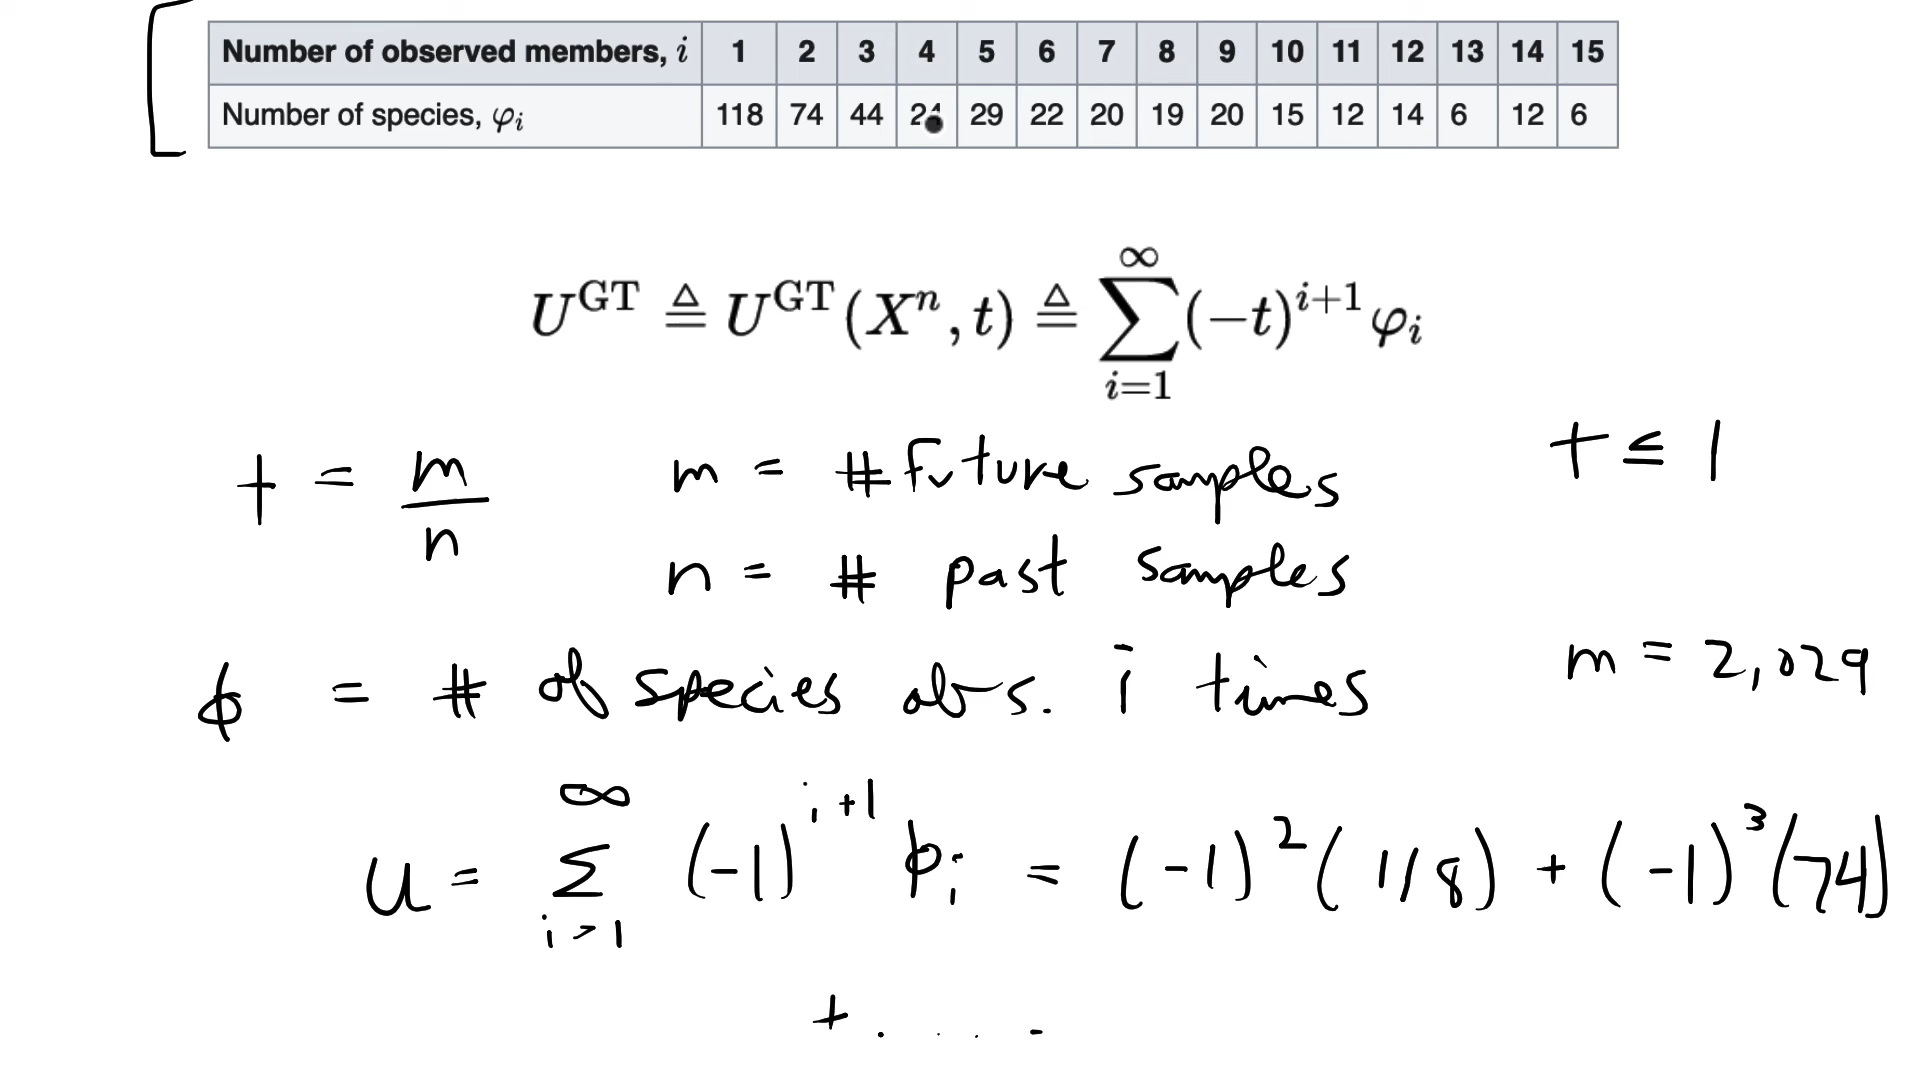 Number of observed members, i 1 2 3 4 5 6 7 8 9 10 11 12 13 14 15
Number of species, φᵢ 118 74 44 24 29 22 20 19 20 15 12 14 6 12 6
U^GT ≜ U^GT(X^n, t) ≜ ∑_{i=1}^{∞} (−t)^{i+1} φᵢ
t = m/n m = # future samples t ≤ 1
n = # past samples
ϕ = # of species obs. i times m = 2,029
u = ∑_{i=1}^{∞} (-1)^{i+1} ϕᵢ = (-1)^2 (118) + (-1)^3 (74)
+ . . . .